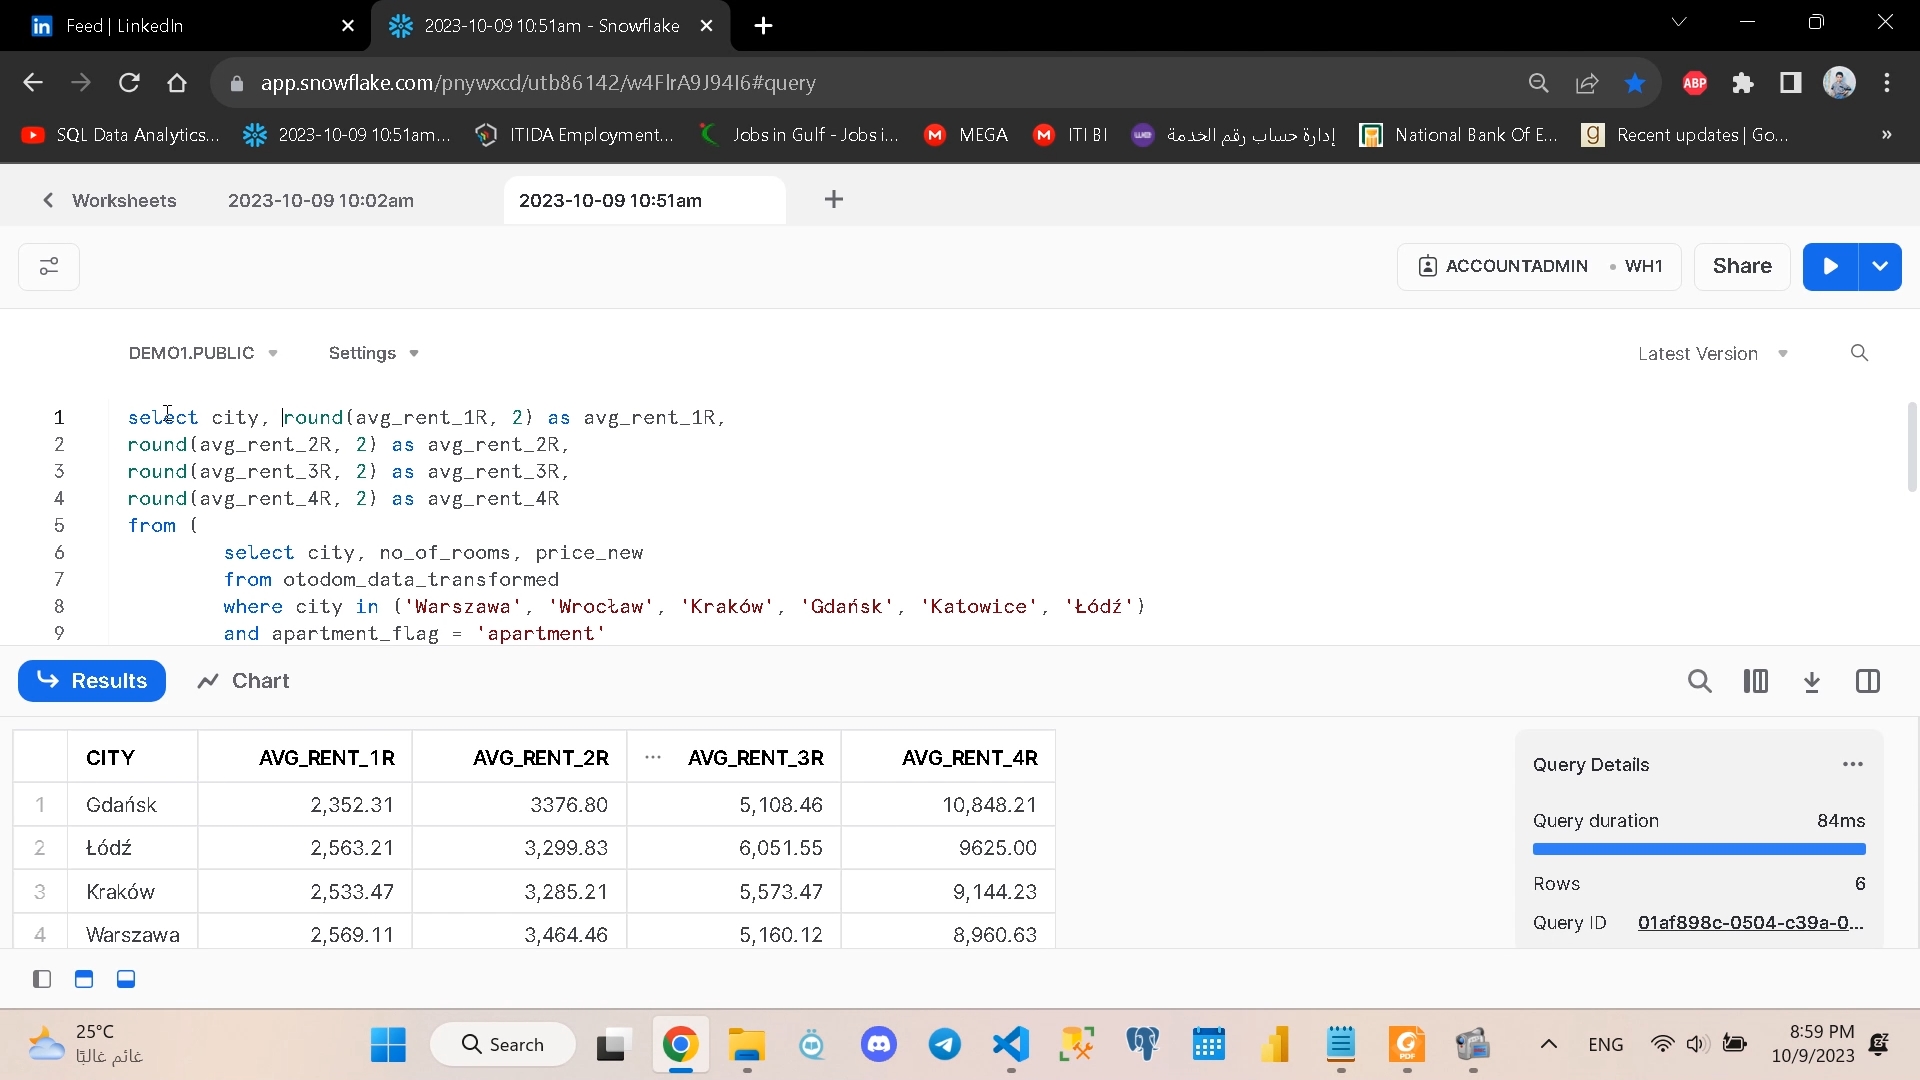 Feed | LinkedIn
2023-10-09 10:51am - Snowflake
app.snowflake.com/pnywxcd/utb86142/w4FlrA9J94I6#query
ABP
SQL Data Analytics...
2023-10-09 10:51am...
ITIDA Employment...
Jobs in Gulf - Jobs i...
MEGA
ITI BI
إدارة حساب رقم الخدمة
National Bank Of E...
Recent updates | Go...
»
Worksheets
2023-10-09 10:02am
2023-10-09 10:51am
ACCOUNTADMIN • WH1
Share
DEMO1.PUBLIC
Settings
Latest Version
1 select city, round(avg_rent_1R, 2) as avg_rent_1R,
2 round(avg_rent_2R, 2) as avg_rent_2R,
3 round(avg_rent_3R, 2) as avg_rent_3R,
4 round(avg_rent_4R, 2) as avg_rent_4R
5 from (
6 select city, no_of_rooms, price_new
7 from otodom_data_transformed
8 where city in ('Warszawa', 'Wrocław', 'Kraków', 'Gdańsk', 'Katowice', 'Łódź')
9 and apartment_flag = 'apartment'
Results
Chart
CITY AVG_RENT_1R AVG_RENT_2R ... AVG_RENT_3R AVG_RENT_4R
1 Gdańsk 2,352.31 3376.80 5,108.46 10,848.21
2 Łódź 2,563.21 3,299.83 6,051.55 9625.00
3 Kraków 2,533.47 3,285.21 5,573.47 9,144.23
4 Warszawa 2,569.11 3,464.46 5,160.12 8,960.63
Query Details ...
Query duration 84ms
Rows 6
Query ID 01af898c-0504-c39a-0...
25°C
غائم غالبًا
Search
ENG
8:59 PM
10/9/2023